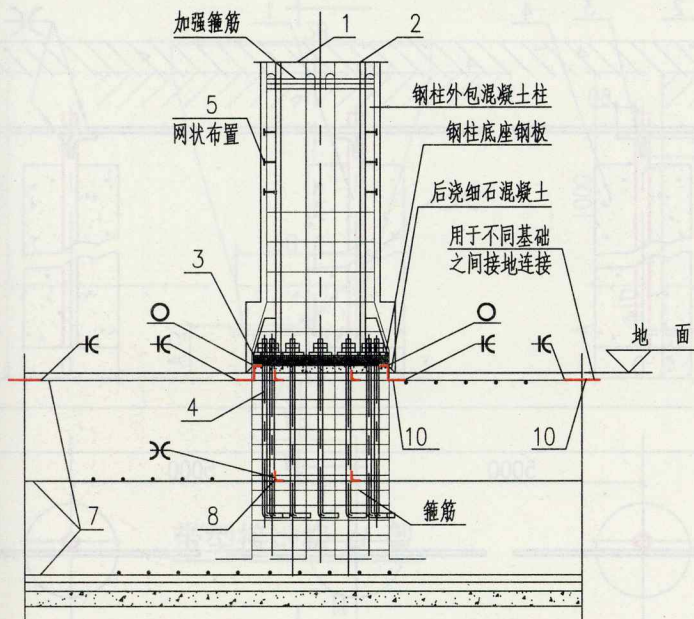 加强箍筋
1
2
5
网状布置
钢柱外包混凝土柱
钢柱底座钢板
后浇细石混凝土
用于不同基础
之间接地连接
3
地 面
4
10
10
7
8
箍筋
5000
5000